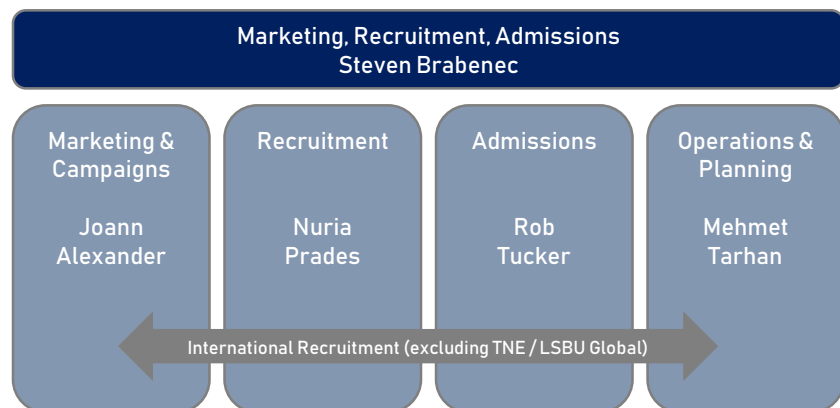 Marketing, Recruitment, Admissions
Steven Brabenec
Marketing &
Campaigns
Joann
Alexander
Recruitment
Nuria
Prades
Admissions
Rob
Tucker
Operations &
Planning
Mehmet
Tarhan
International Recruitment (excluding TNE / LSBU Global)